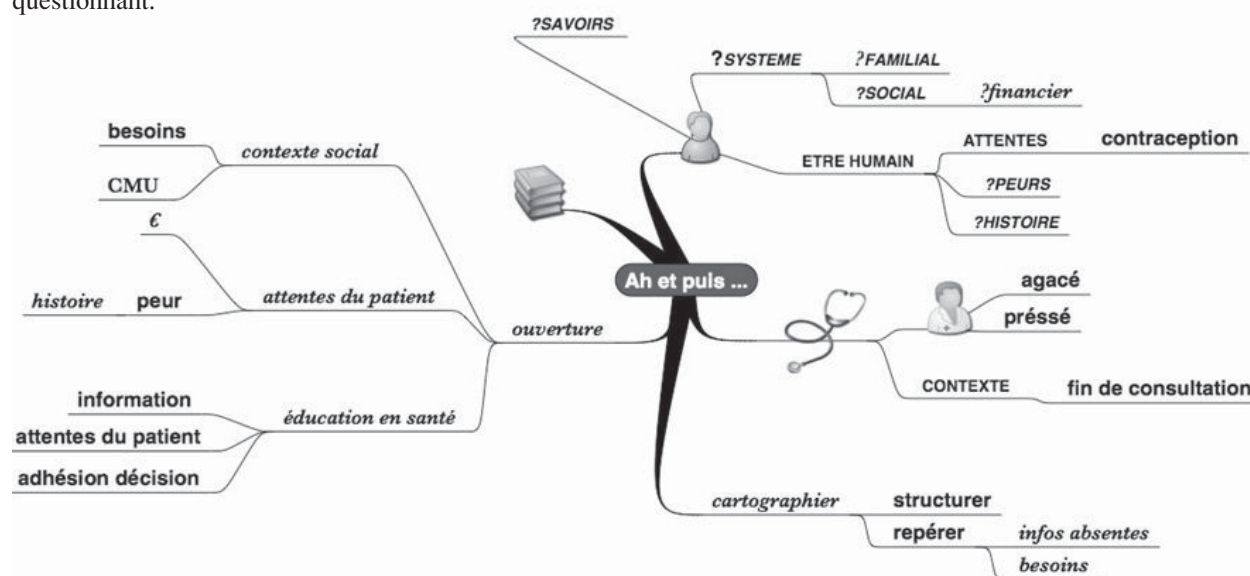 questionnant.
?SAVOIRS
?SYSTEME
?FAMILIAL
?SOCIAL
?financier
ETRE HUMAIN
ATTENTES
contraception
?PEURS
?HISTOIRE
besoins
contexte social
CMU
€
histoire
peur
attentes du patient
ouverture
information
éducation en santé
attentes du patient
adhésion décision
Ah et puis ...
agacé
préssé
CONTEXTE
fin de consultation
cartographier
structurer
repérer
infos absentes
besoins